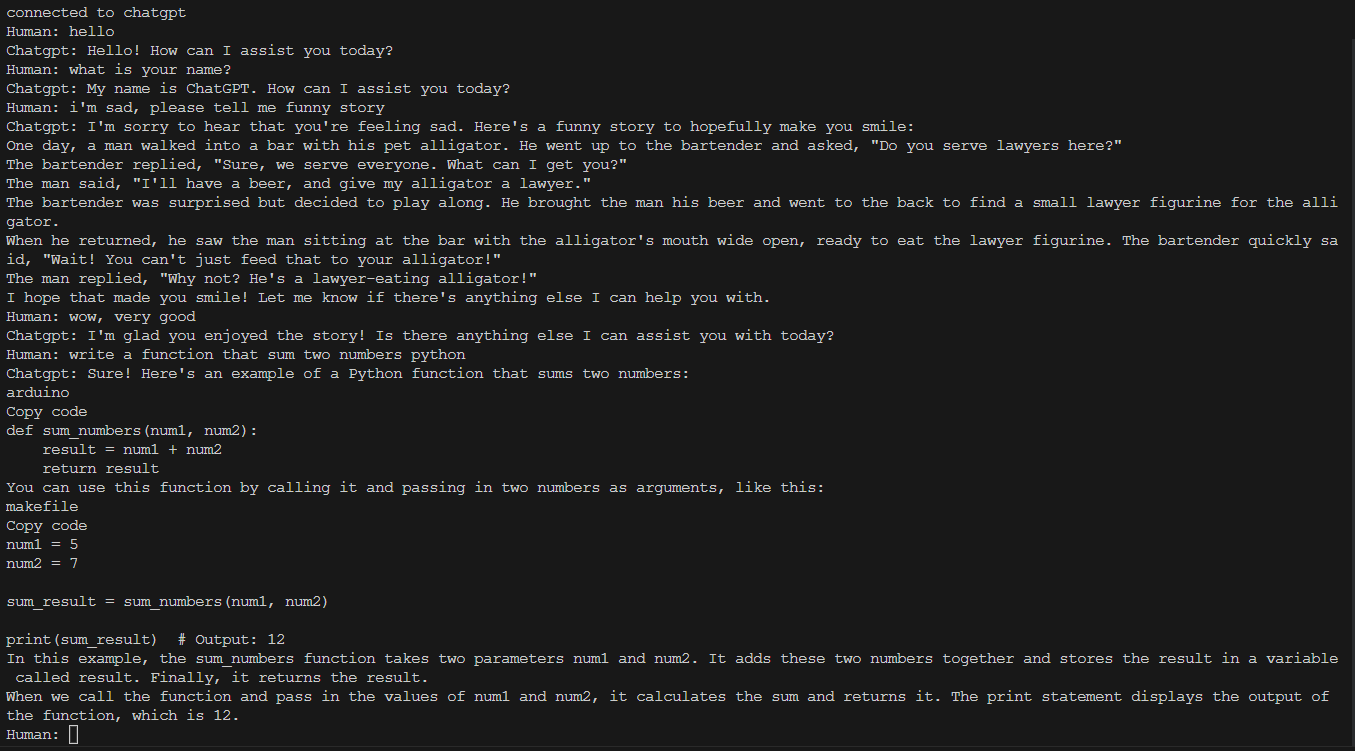 connected to chatgpt
Human: hello
Chatgpt: Hello! How can I assist you today?
Human: what is your name?
Chatgpt: My name is ChatGPT. How can I assist you today?
Human: i'm sad, please tell me funny story
Chatgpt: I'm sorry to hear that you're feeling sad. Here's a funny story to hopefully make you smile:
One day, a man walked into a bar with his pet alligator. He went up to the bartender and asked, "Do you serve lawyers here?"
The bartender replied, "Sure, we serve everyone. What can I get you?"
The man said, "I'll have a beer, and give my alligator a lawyer."
The bartender was surprised but decided to play along. He brought the man his beer and went to the back to find a small lawyer figurine for the alli
gator.
When he returned, he saw the man sitting at the bar with the alligator's mouth wide open, ready to eat the lawyer figurine. The bartender quickly sa
id, "Wait! You can't just feed that to your alligator!"
The man replied, "Why not? He's a lawyer-eating alligator!"
I hope that made you smile! Let me know if there's anything else I can help you with.
Human: wow, very good
Chatgpt: I'm glad you enjoyed the story! Is there anything else I can assist you with today?
Human: write a function that sum two numbers python
Chatgpt: Sure! Here's an example of a Python function that sums two numbers:
arduino
Copy code
def sum_numbers(num1, num2):
    result = num1 + num2
    return result
You can use this function by calling it and passing in two numbers as arguments, like this:
makefile
Copy code
num1 = 5
num2 = 7

sum_result = sum_numbers(num1, num2)

print(sum_result)  # Output: 12
In this example, the sum_numbers function takes two parameters num1 and num2. It adds these two numbers together and stores the result in a variable
 called result. Finally, it returns the result.
When we call the function and pass in the values of num1 and num2, it calculates the sum and returns it. The print statement displays the output of
the function, which is 12.
Human: